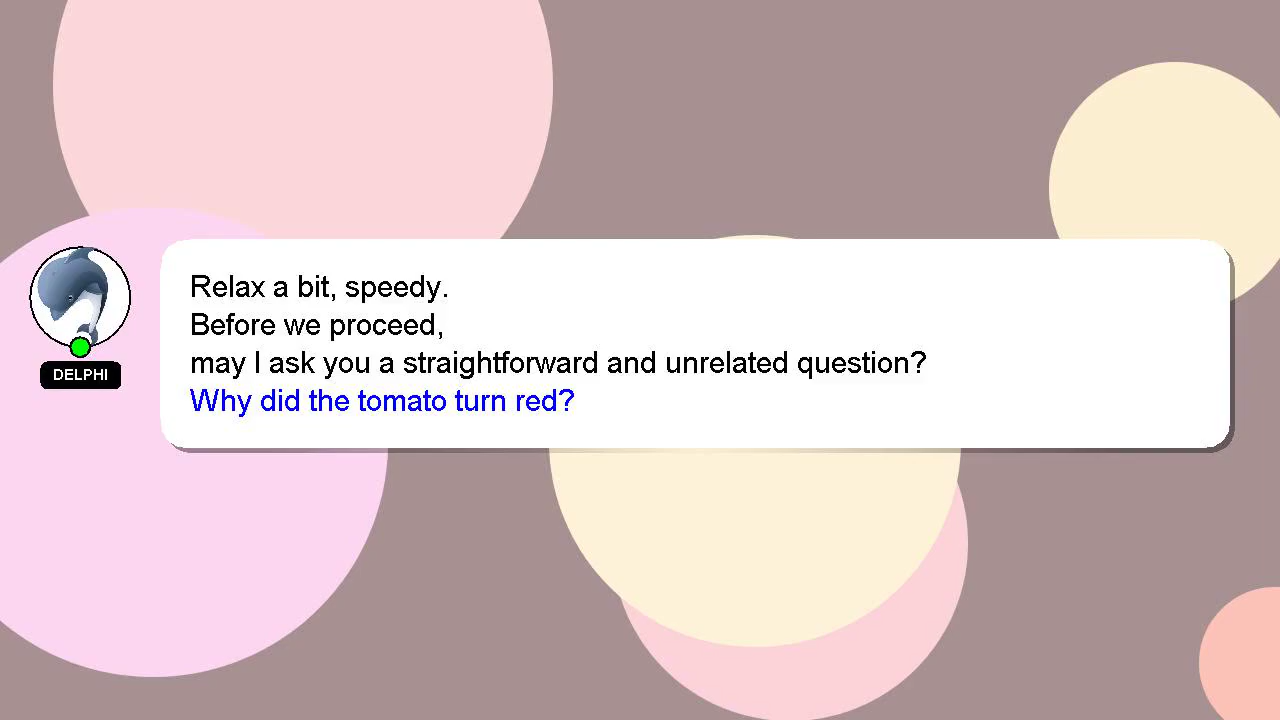 Relax a bit, speedy.
Before we proceed,
may I ask you a straightforward and unrelated question?
Why did the tomato turn red?
DELPHI